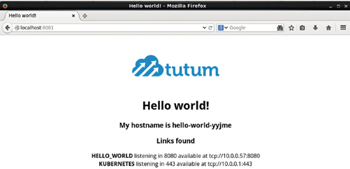 Hello world! - Mozilla Firefox
Hello world!
localhost:8081
Google
tutum
Hello world!
My hostname is hello-world-yyjme
Links found
HELLO_WORLD listening in 8080 available at tcp://10.0.0.57:8080
KUBERNETES listening in 443 available at tcp://10.0.0.1:443